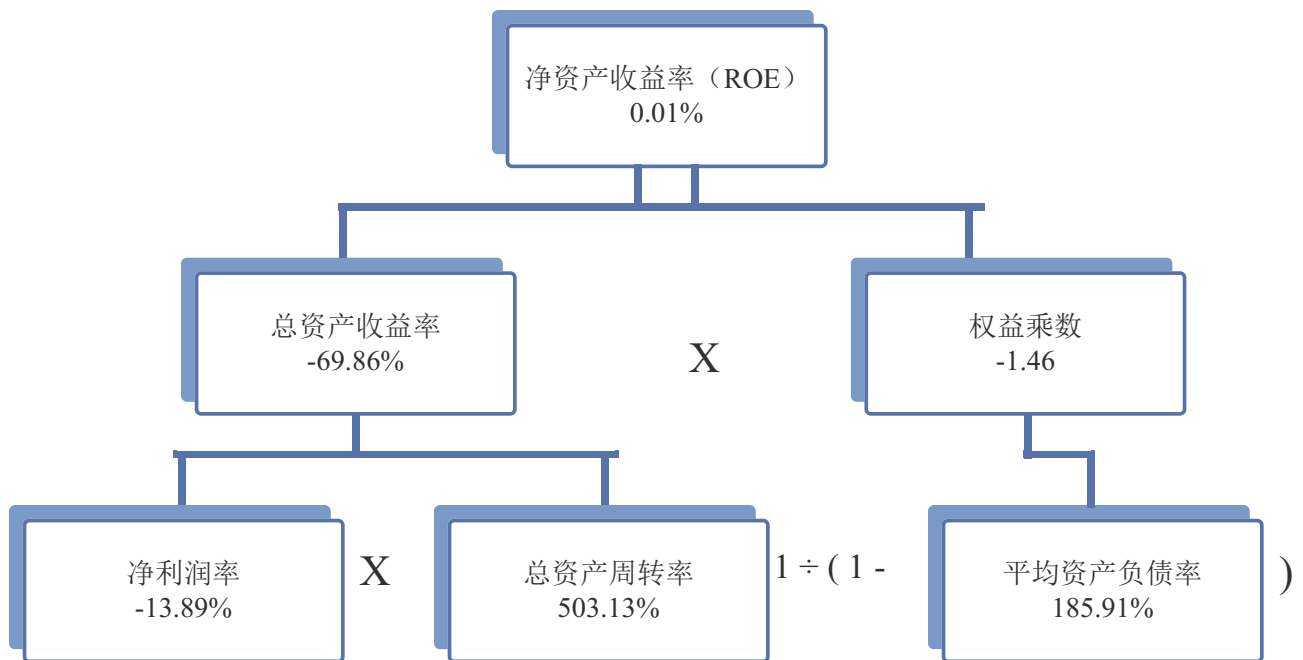 净资产收益率（ROE）
0.01%
总资产收益率
-69.86%
X
权益乘数
-1.46
净利润率
-13.89%
X
总资产周转率
503.13%
1 ÷ ( 1 -
平均资产负债率
185.91%
)